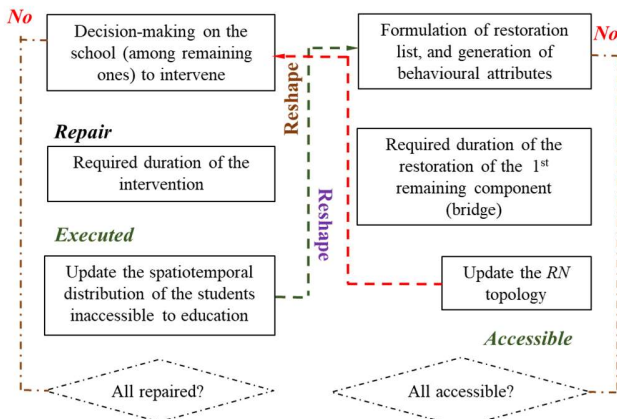 No
Decision-making on the
school (among remaining
ones) to intervene
Repair
Required duration of the
intervention
Executed
Update the spatiotemporal
distribution of the students
inaccessible to education
All repaired?
Reshape
Reshape
Formulation of restoration
list, and generation of
behavioural attributes
No
Required duration of the
restoration of the 1st
remaining component
(bridge)
Update the RN
topology
Accessible
All accessible?